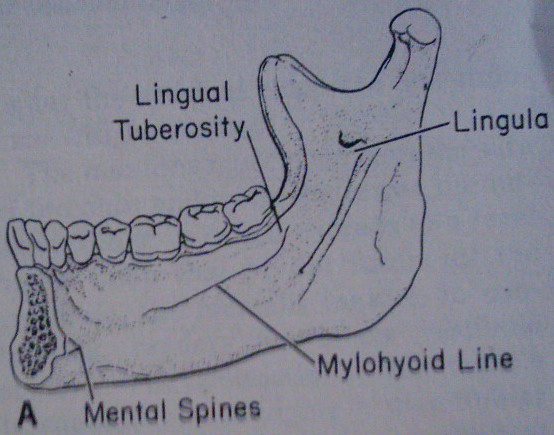 Lingual
Tuberosity
Lingula
Mylohyoid Line
A
Mental Spines